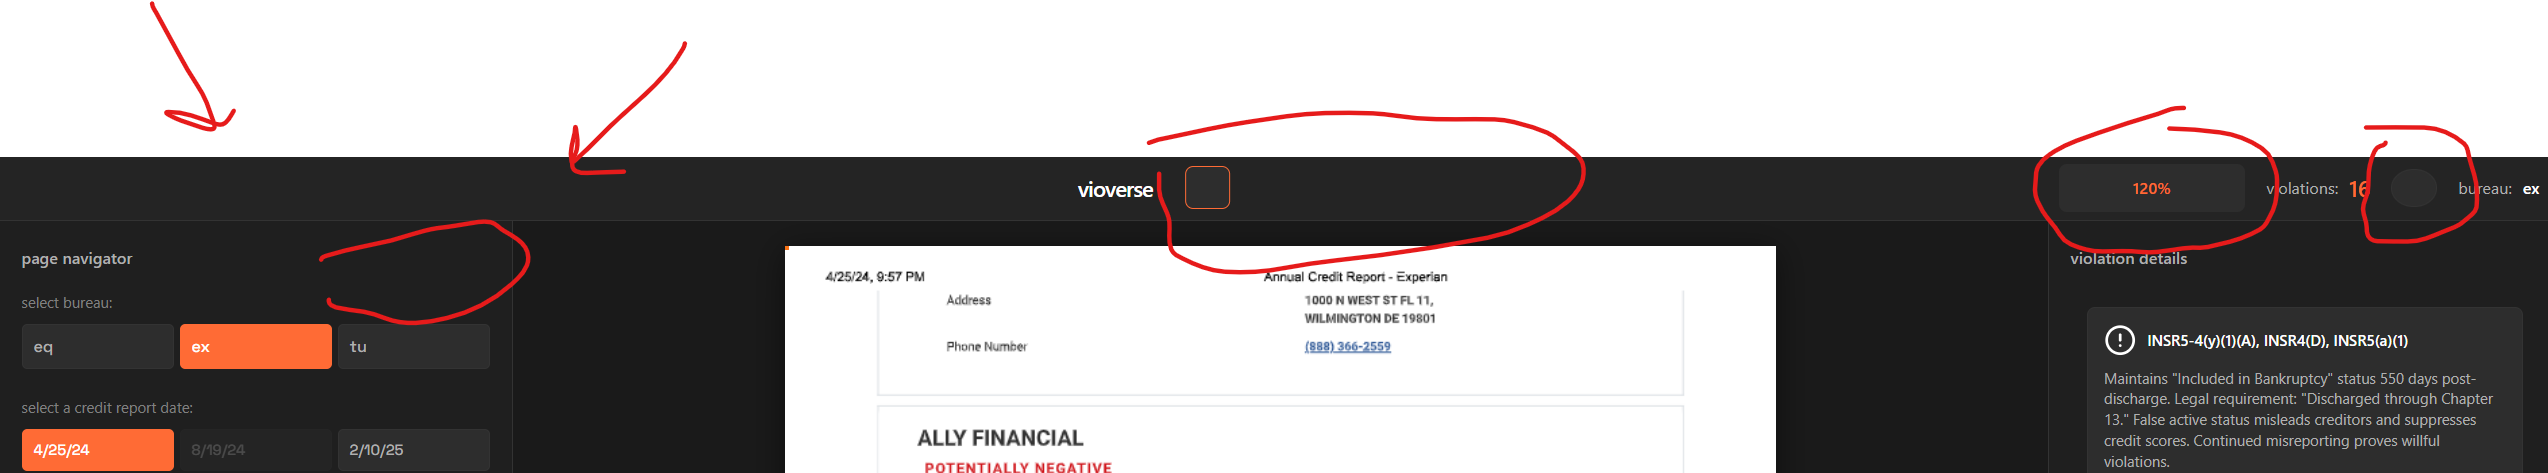 vioverse
120%
violations: 16
bureau: ex
page navigator
select bureau:
eq
ex
tu
select a credit report date:
4/25/24
8/19/24
2/10/25
4/25/24, 9:57 PM
Annual Credit Report - Experian
Address
1000 N WEST ST FL 11,
WILMINGTON DE 19801
Phone Number
(888) 366-2559
ALLY FINANCIAL
POTENTIALLY NEGATIVE
violation details
INSR5-4(y)(1)(A), INSR4(D), INSR5(a)(1)
Maintains "Included in Bankruptcy" status 550 days post-
discharge. Legal requirement: "Discharged through Chapter
13." False active status misleads creditors and suppresses
credit scores. Continued misreporting proves willful
violations.